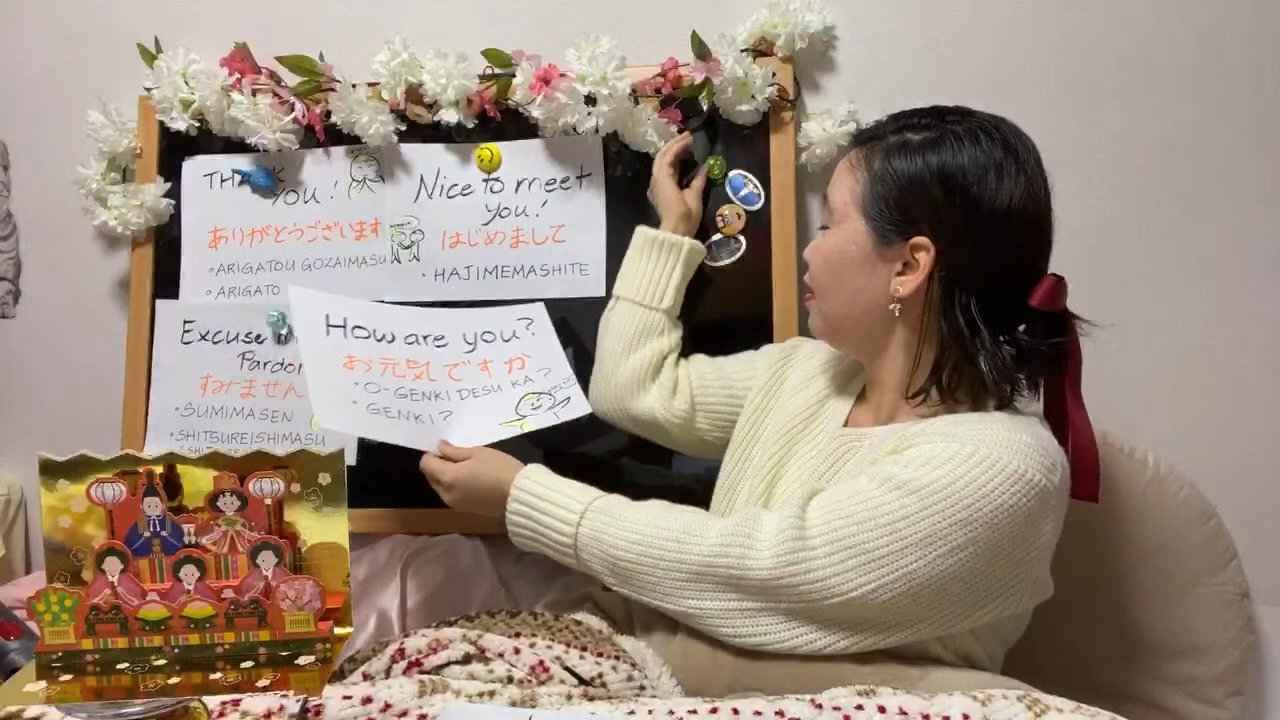 THANK
YOU!
ありがとうございます
•ARIGATOU GOZAIMASU
•ARIGATO
Nice to meet
you!
はじめまして
•HAJIMEMASHITE
Excuse
Pardon
すみません
•SUMIMASEN
•SHITSUREISHIMASU
How are you?
お元気ですか
•O-GENKI DESU KA?
•GENKI?